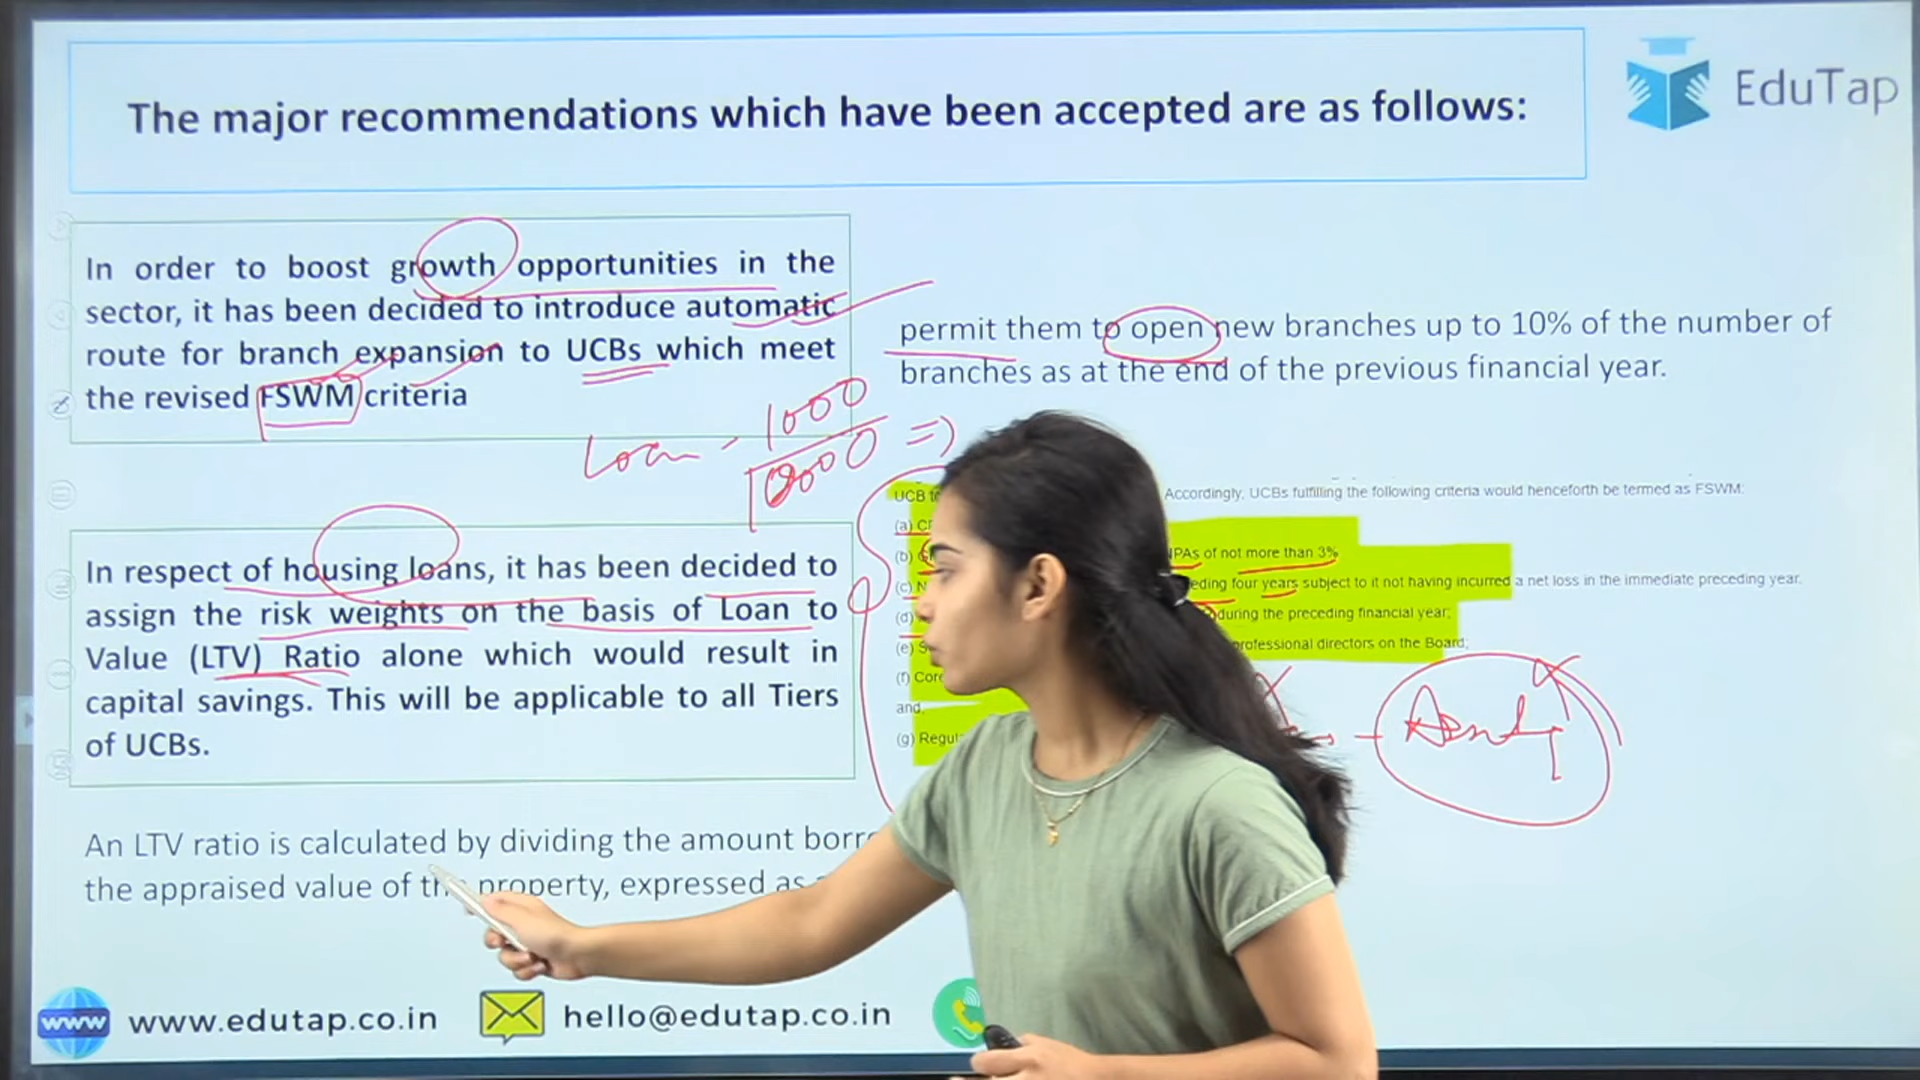 The major recommendations which have been accepted are as follows:
EduTap
In order to boost growth opportunities in the
sector, it has been decided to introduce automatic
route for branch expansion to UCBs which meet
the revised FSWM criteria
permit them to open new branches up to 10% of the number of
branches as at the end of the previous financial year.
Loan - 1000
=>
UCB
Accordingly, UCBs fulfilling the following criteria would henceforth be termed as FSWM:
(a)
(b) NPAs of not more than 3%
(c) four years subject to it not having incurred a net loss in the immediate preceding year.
(d) during the preceding financial year;
(e) professional directors on the Board;
(f)
and,
(g)
In respect of housing loans, it has been decided to
assign the risk weights on the basis of Loan to
Value (LTV) Ratio alone which would result in
capital savings. This will be applicable to all Tiers
of UCBs.
An LTV ratio is calculated by dividing the amount
the appraised value of property, expressed as
www www.edutap.co.in
hello@edutap.co.in